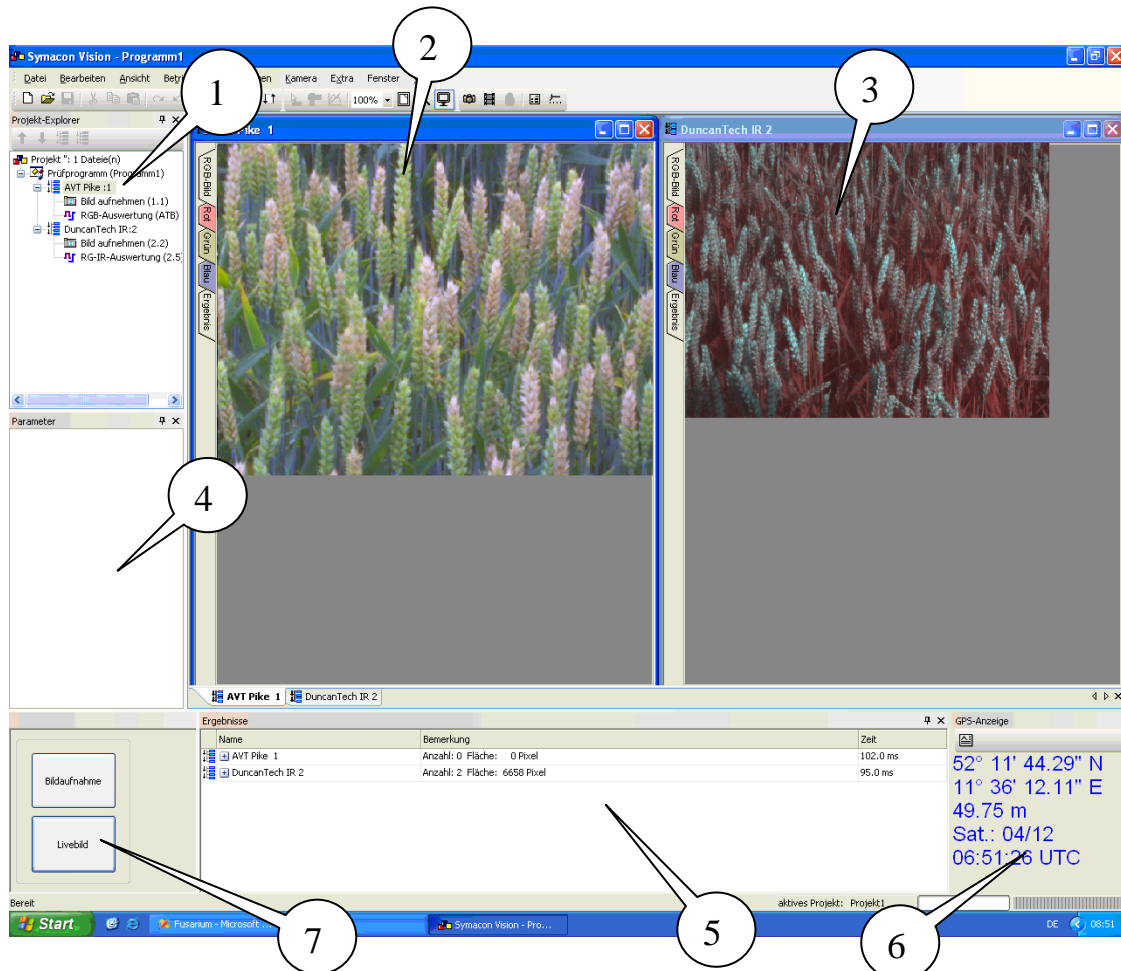 2
Symacon Vision - Programm1
1
3
Datei Bearbeiten Ansicht Kamera Extra Fenster
100%
Projekt-Explorer
Projekt '': 1 Datei(n)
Prüfprogramm (Programm1)
AVT Pike :1
Bild aufnehmen (1.1)
RGB-Auswertung (ATB)
DuncanTech IR:2
Bild aufnehmen (2.2)
RG-IR-Auswertung (2.5)
Pike 1
RGB-Bild
Rot
Grün
Blau
Ergebnis
DuncanTech IR 2
RGB-Bild
Rot
Grün
Blau
Ergebnis
Parameter
4
AVT Pike 1 DuncanTech IR 2
Bildaufnahme
Livebild
Ergebnisse
Name Bemerkung Zeit
AVT Pike 1 Anzahl: 0 Fläche: 0 Pixel 102.0 ms
DuncanTech IR 2 Anzahl: 2 Fläche: 6658 Pixel 95.0 ms
GPS-Anzeige
52° 11' 44.29" N
11° 36' 12.11" E
49.75 m
Sat.: 04/12
06:51:26 UTC
Bereit
aktives Projekt: Projekt1
Start
Fusarium - Microsoft ...
Symacon Vision - Pro...
DE 08:51
7
5
6